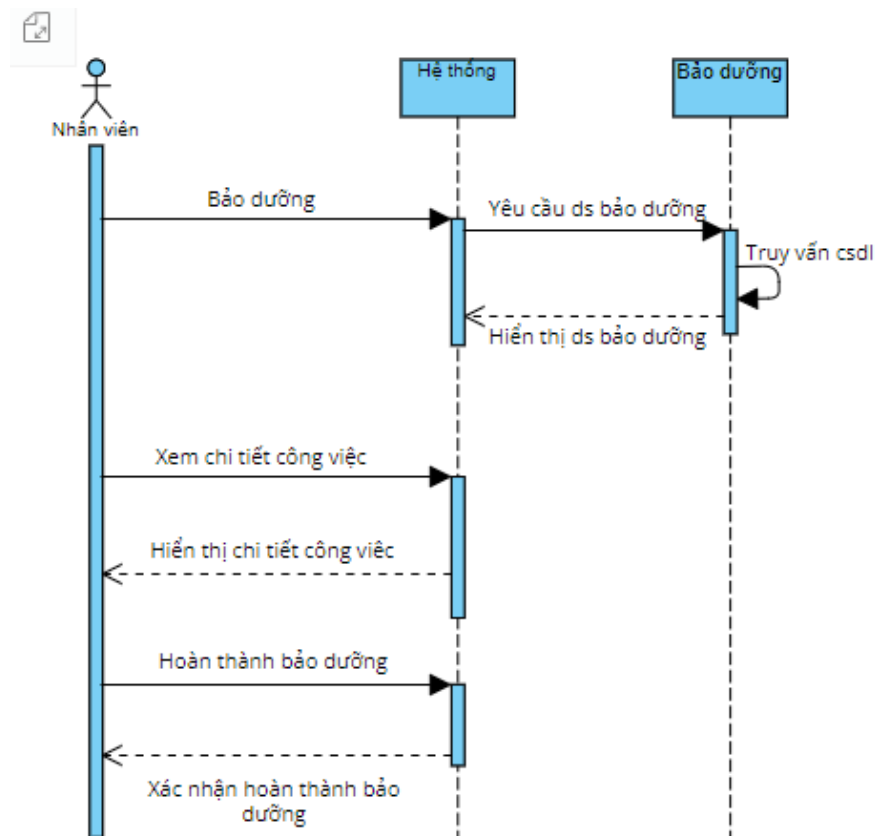 Hệ thống
Bảo dưỡng
Nhân viên
Bảo dưỡng
Yêu cầu ds bảo dưỡng
Truy vấn csdl
Hiển thị ds bảo dưỡng
Xem chi tiết công việc
Hiển thị chi tiết công viêc
Hoàn thành bảo dưỡng
Xác nhận hoàn thành bảo
dưỡng